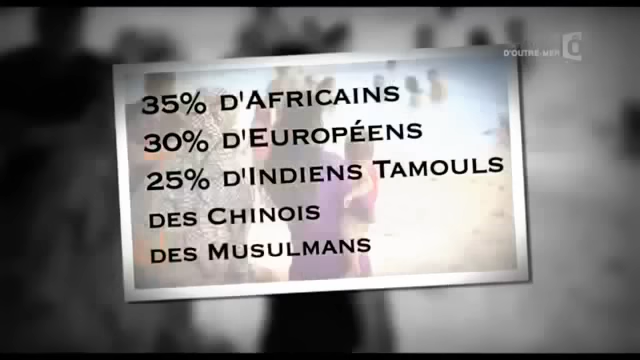 D'OUTRE-MER Ô
35% D'AFRICAINS
30% D'EUROPÉENS
25% D'INDIENS TAMOULS
DES CHINOIS
DES MUSULMANS